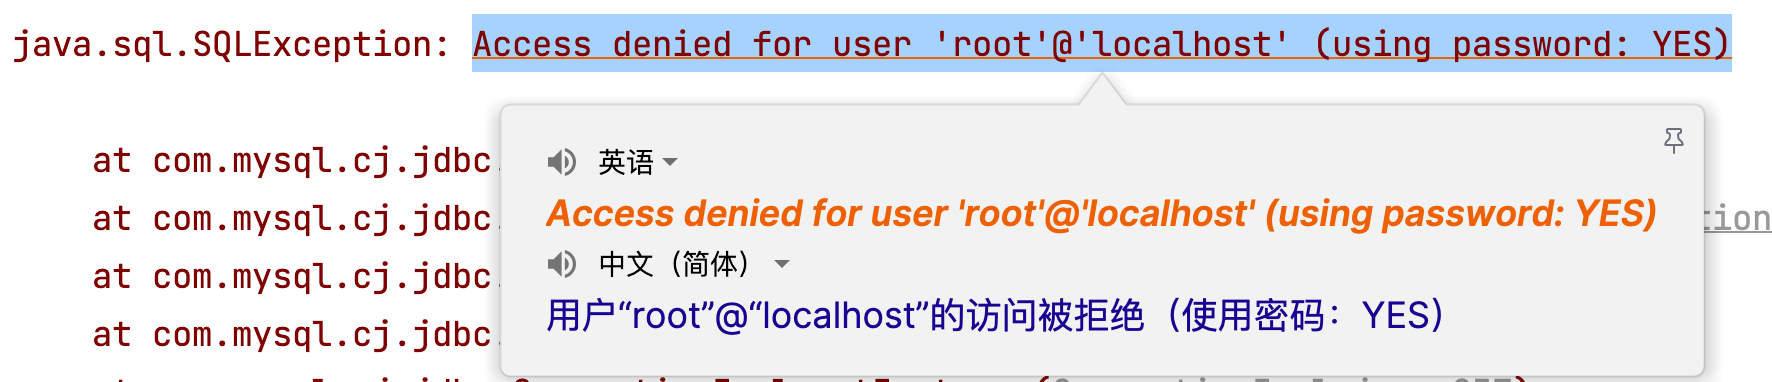 java.sql.SQLException: Access denied for user 'root'@'localhost' (using password: YES)
at com.mysql.cj.jdbc.
英语
Access denied for user 'root'@'localhost' (using password: YES)
at com.mysql.cj.jdbc. tion
中文（简体）
at com.mysql.cj.jdbc.
用户“root”@“localhost”的访问被拒绝（使用密码：YES）
at com.mysql.cj.jdbc.